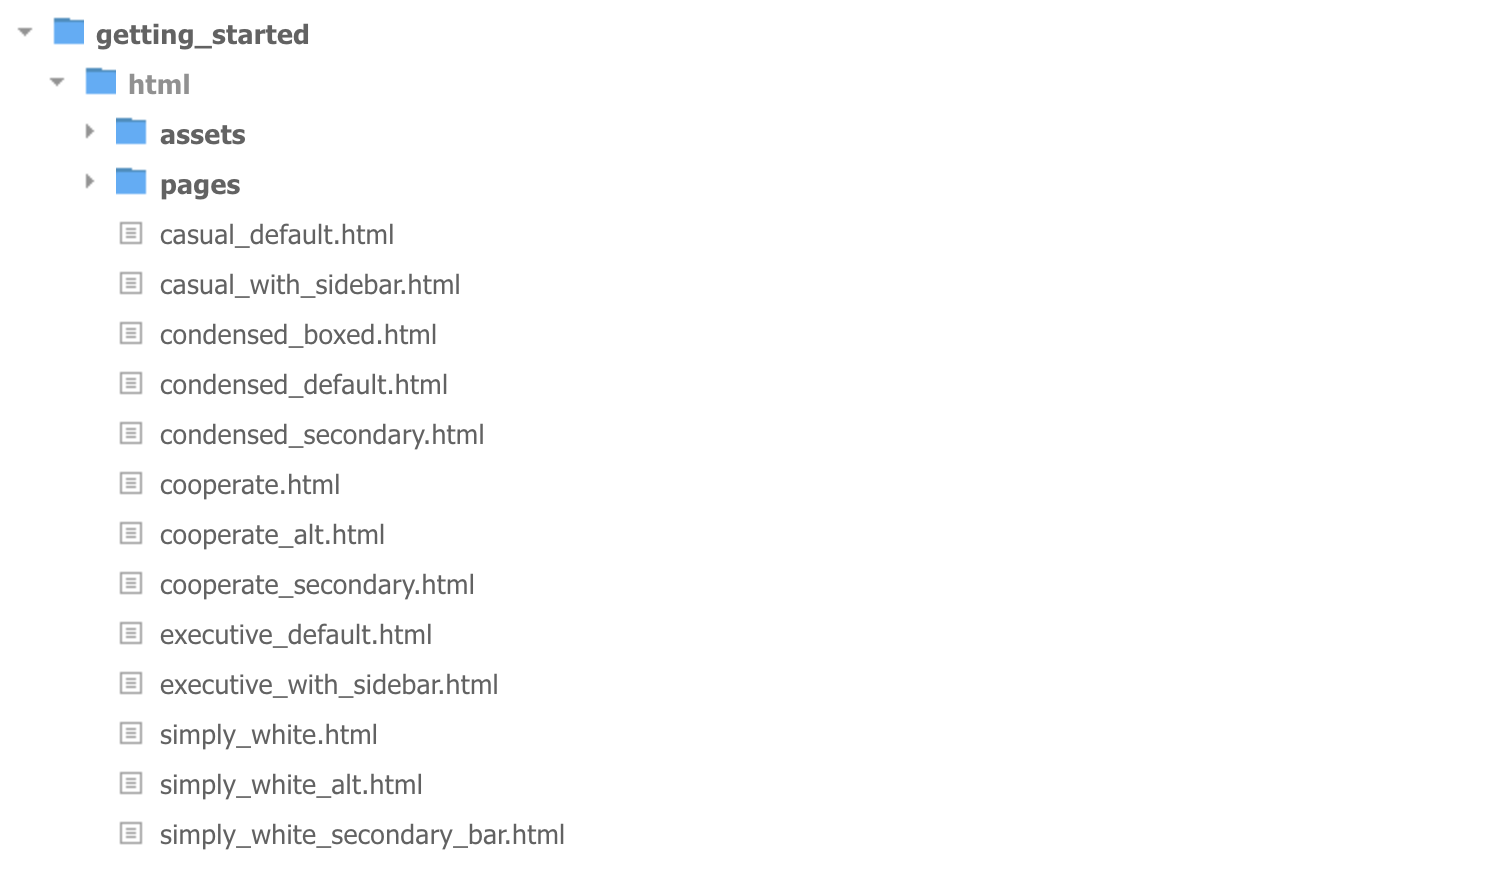 getting_started
html
assets
pages
casual_default.html
casual_with_sidebar.html
condensed_boxed.html
condensed_default.html
condensed_secondary.html
cooperate.html
cooperate_alt.html
cooperate_secondary.html
executive_default.html
executive_with_sidebar.html
simply_white.html
simply_white_alt.html
simply_white_secondary_bar.html